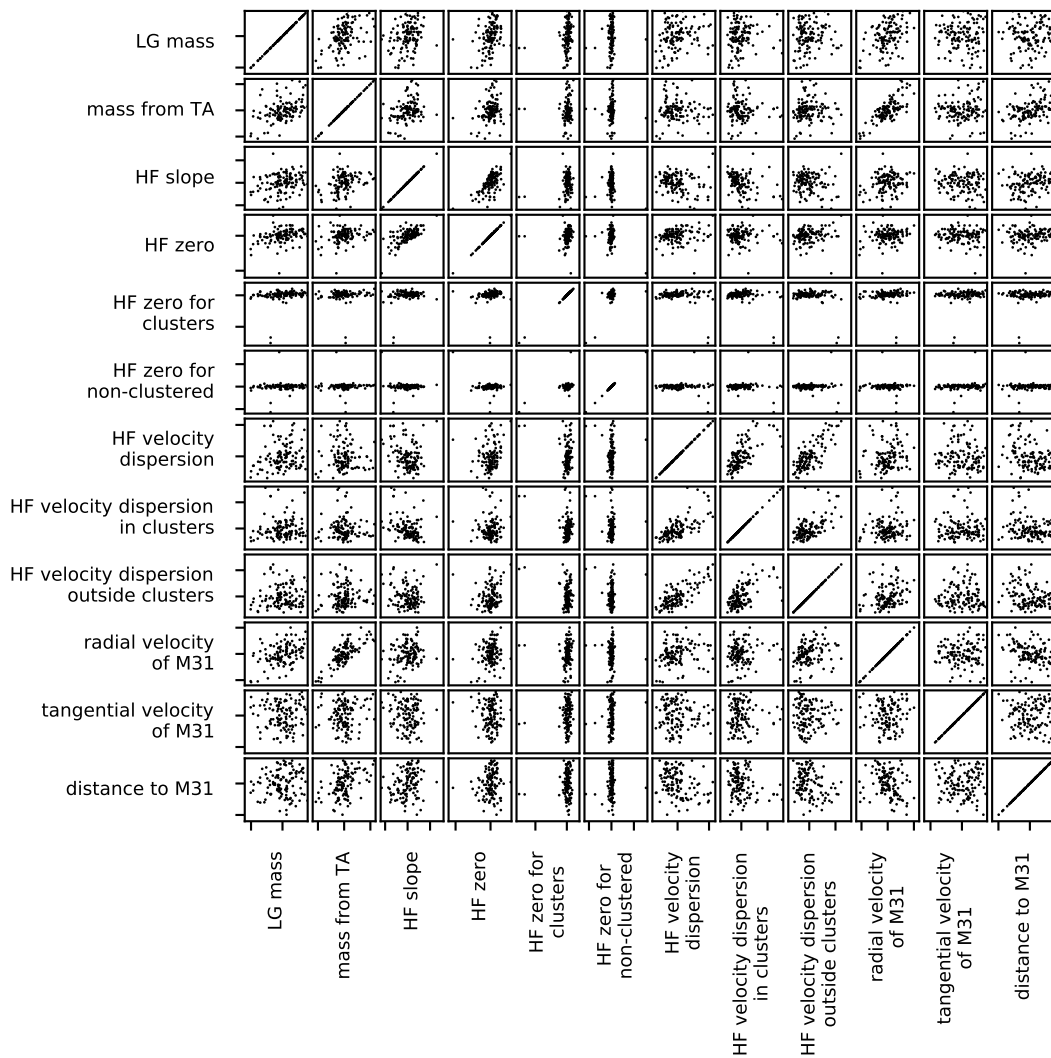 LG mass
mass from TA
HF slope
HF zero
HF zero for
clusters
HF zero for
non-clustered
HF velocity
dispersion
HF velocity dispersion
in clusters
HF velocity dispersion
outside clusters
radial velocity
of M31
tangential velocity
of M31
distance to M31
LG mass
mass from TA
HF slope
HF zero
HF zero for
clusters
HF zero for
non-clustered
HF velocity
dispersion
HF velocity dispersion
in clusters
HF velocity dispersion
outside clusters
radial velocity
of M31
tangential velocity
of M31
distance to M31